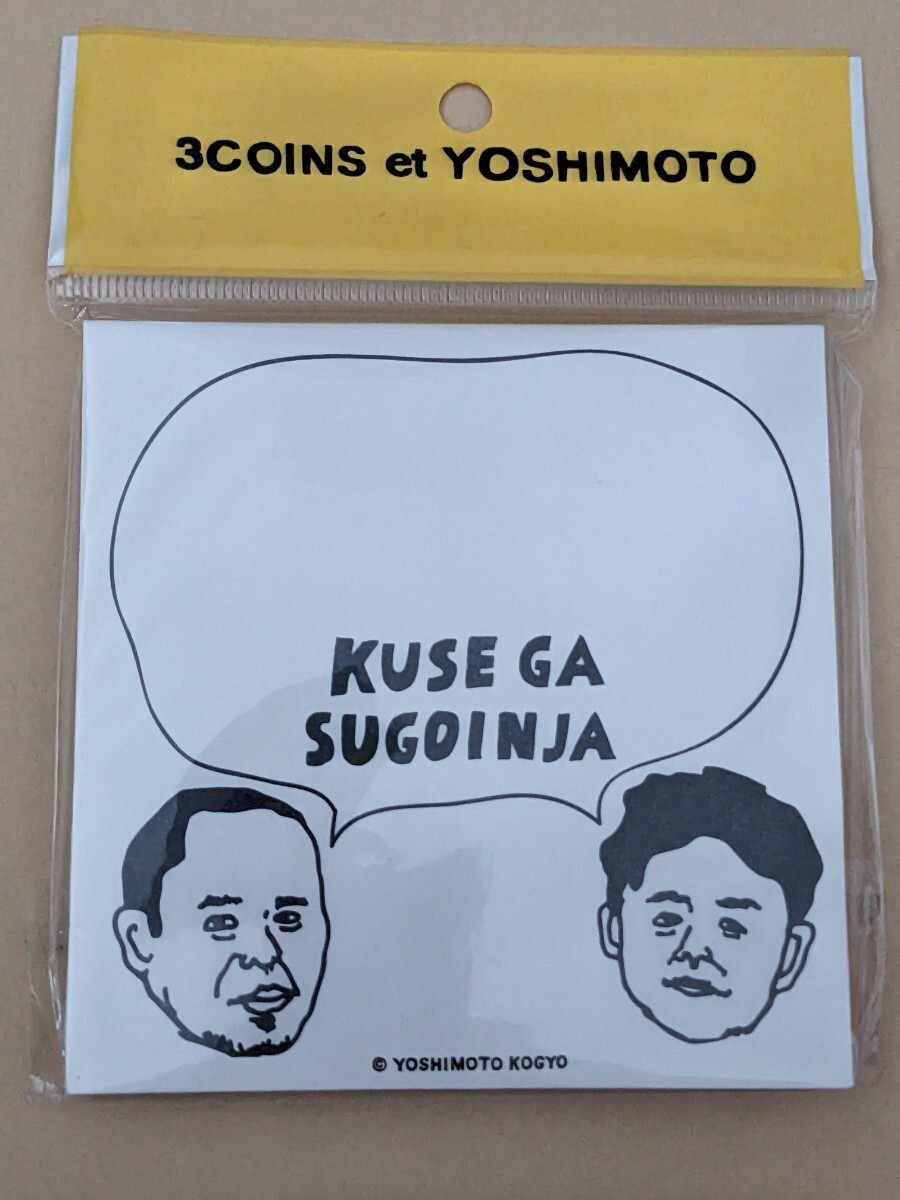 3COINS et YOSHIMOTO
KUSE GA
SUGOINJA
© YOSHIMOTO KOGYO